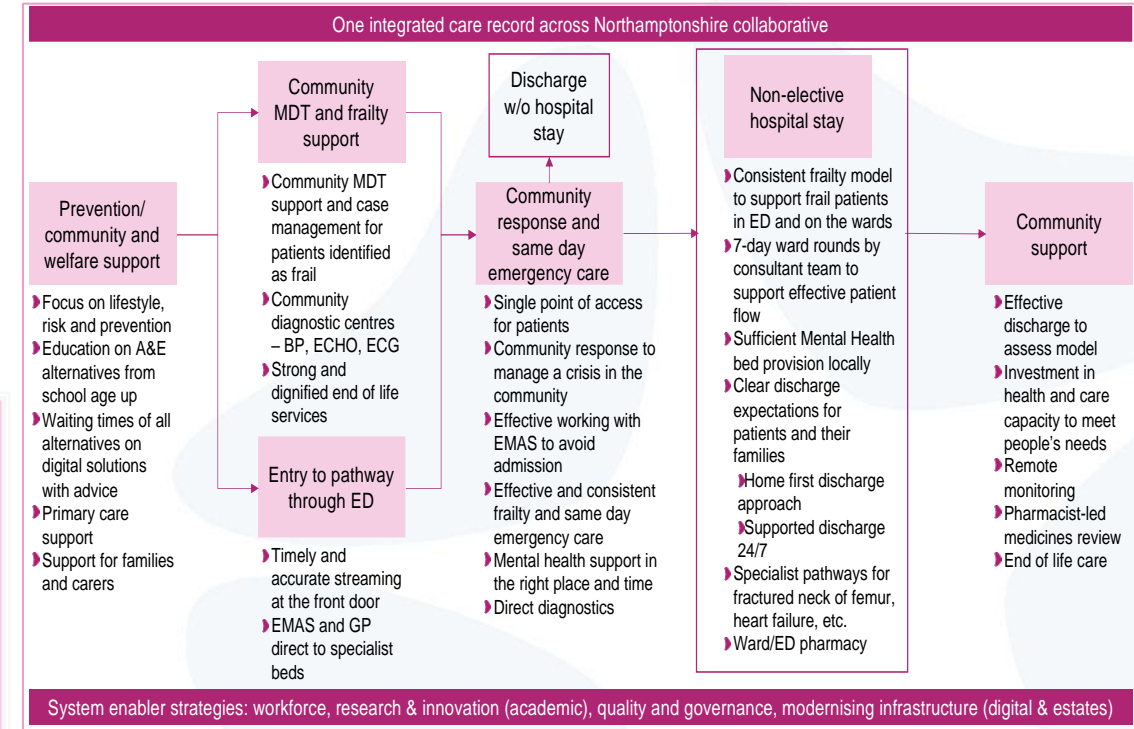 One integrated care record across Northamptonshire collaborative
Prevention/
community and
welfare support
❥Focus on lifestyle,
risk and prevention
❥Education on A&E
alternatives from
school age up
❥Waiting times of all
alternatives on
digital solutions
with advice
❥Primary care
support
❥Support for families
and carers
Community
MDT and frailty
support
❥Community MDT
support and case
management for
patients identified
as frail
❥Community
diagnostic centres
– BP, ECHO, ECG
❥Strong and
dignified end of life
services
Entry to pathway
through ED
❥Timely and
accurate streaming
at the front door
❥EMAS and GP
direct to specialist
beds
Discharge
w/o hospital
stay
Community
response and
same day
emergency care
❥Single point of access
for patients
❥Community response to
manage a crisis in the
community
❥Effective working with
EMAS to avoid
admission
❥Effective and consistent
frailty and same day
emergency care
❥Mental health support in
the right place and time
❥Direct diagnostics
Non-elective
hospital stay
❥Consistent frailty model
to support frail patients
in ED and on the wards
❥7-day ward rounds by
consultant team to
support effective patient
flow
❥Sufficient Mental Health
bed provision locally
❥Clear discharge
expectations for
patients and their
families
❥Home first discharge
approach
❥Supported discharge
24/7
❥Specialist pathways for
fractured neck of femur,
heart failure, etc.
❥Ward/ED pharmacy
Community
support
❥Effective
discharge to
assess model
❥Investment in
health and care
capacity to meet
people's needs
❥Remote
monitoring
❥Pharmacist-led
medicines review
❥End of life care
System enabler strategies: workforce, research & innovation (academic), quality and governance, modernising infrastructure (digital & estates)